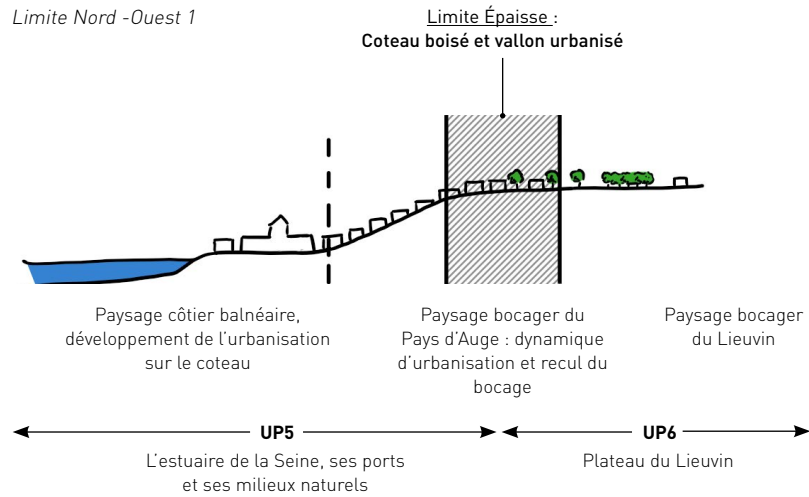 Limite Nord -Ouest 1
Limite Épaisse :
Coteau boisé et vallon urbanisé
Paysage côtier balnéaire,
développement de l'urbanisation
sur le coteau
Paysage bocager du
Pays d'Auge : dynamique
d'urbanisation et recul du
bocage
Paysage bocager
du Lieuvin
UP5
UP6
L'estuaire de la Seine, ses ports
et ses milieux naturels
Plateau du Lieuvin